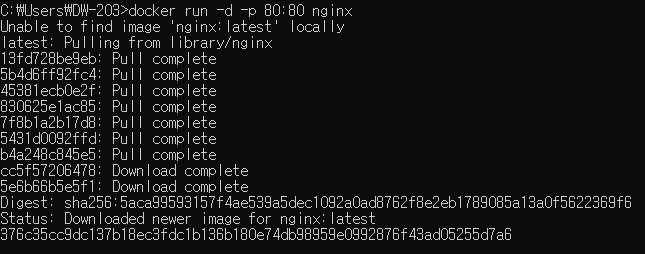 C:₩Users₩DW-203>docker run -d -p 80:80 nginx
Unable to find image 'nginx:latest' locally
latest: Pulling from library/nginx
13fd728be9eb: Pull complete
5b4d6ff92fc4: Pull complete
45381ecb0e2f: Pull complete
830625e1ac85: Pull complete
7f8b1a2b17d8: Pull complete
5431d0092ffd: Pull complete
b4a248c845e5: Pull complete
cc5f57206478: Download complete
5e6b66b5e5f1: Download complete
Digest: sha256:5aca99593157f4ae539a5dec1092a0ad8762f8e2eb1789085a13a0f5622369f6
Status: Downloaded newer image for nginx:latest
376c35cc9dc137b18ec3fdc1b136b180e74db98959e0992876f43ad05255d7a6